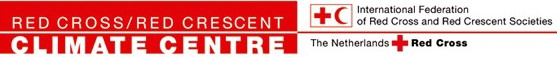 RED CROSS/RED CRESCENT
CLIMATE CENTRE
International Federation
of Red Cross and Red Crescent Societies
The Netherlands Red Cross